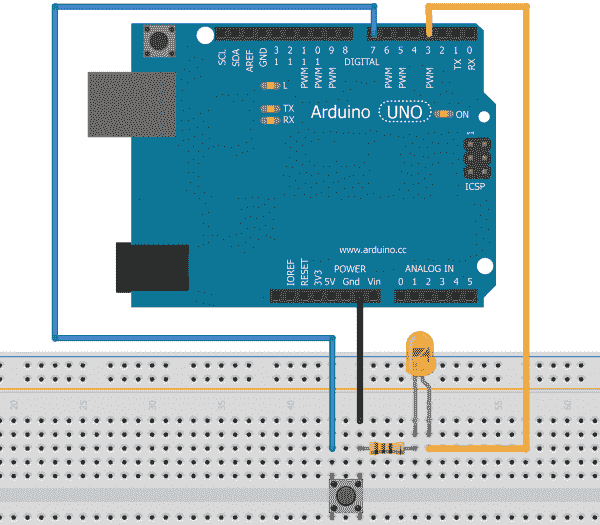 SCL
SDA
AREF
GND
13
12
PWM 11
PWM 10
PWM 9
8
7
PWM 6
PWM 5
4
PWM 3
2
TX 1
RX 0
DIGITAL
L
TX
RX
Arduino UNO
ON
1
ICSP
www.arduino.cc
POWER
ANALOG IN
IOREF
RESET
3V3
5V Gnd Vin
0 1 2 3 4 5
20 25 30 40 55 60